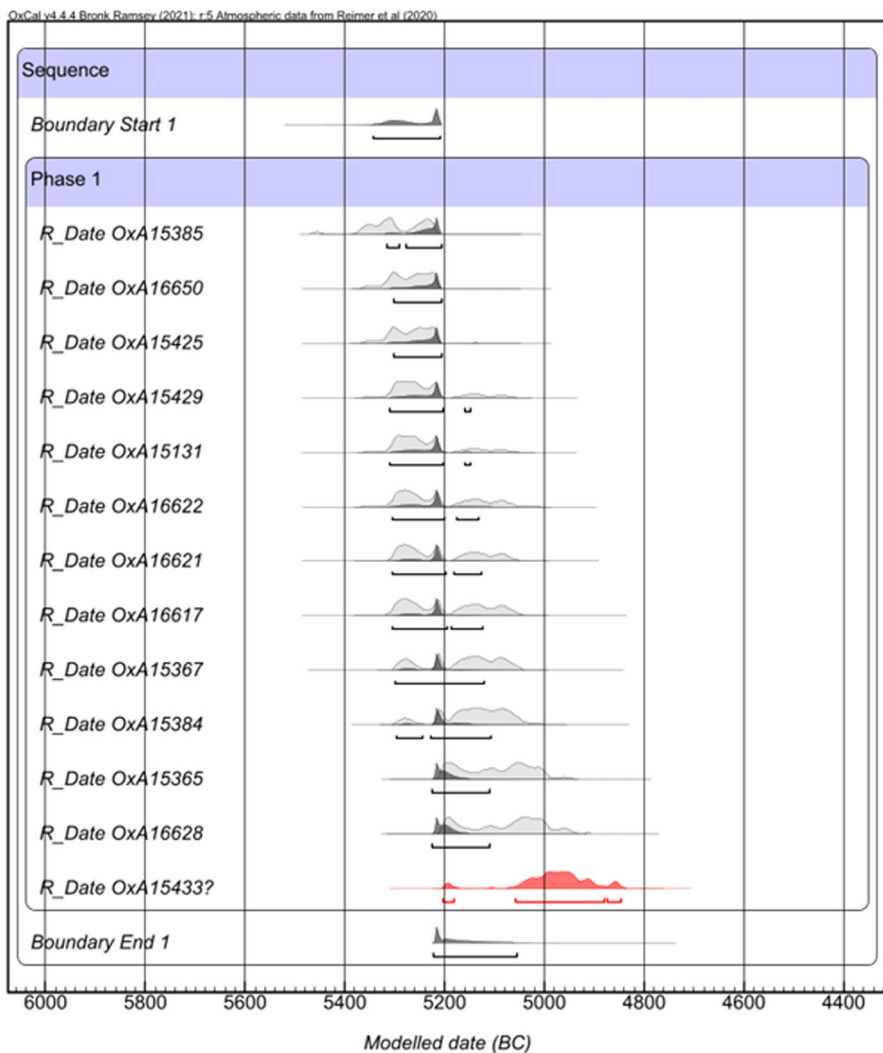 OxCal v4.4.4 Bronk Ramsey (2021); r:5 Atmospheric data from Reimer et al (2020)
Sequence
Boundary Start 1
Phase 1
R_Date OxA15385
R_Date OxA16650
R_Date OxA15425
R_Date OxA15429
R_Date OxA15131
R_Date OxA16622
R_Date OxA16621
R_Date OxA16617
R_Date OxA15367
R_Date OxA15384
R_Date OxA15365
R_Date OxA16628
R_Date OxA15433?
Boundary End 1
6000 5800 5600 5400 5200 5000 4800 4600 4400
Modelled date (BC)